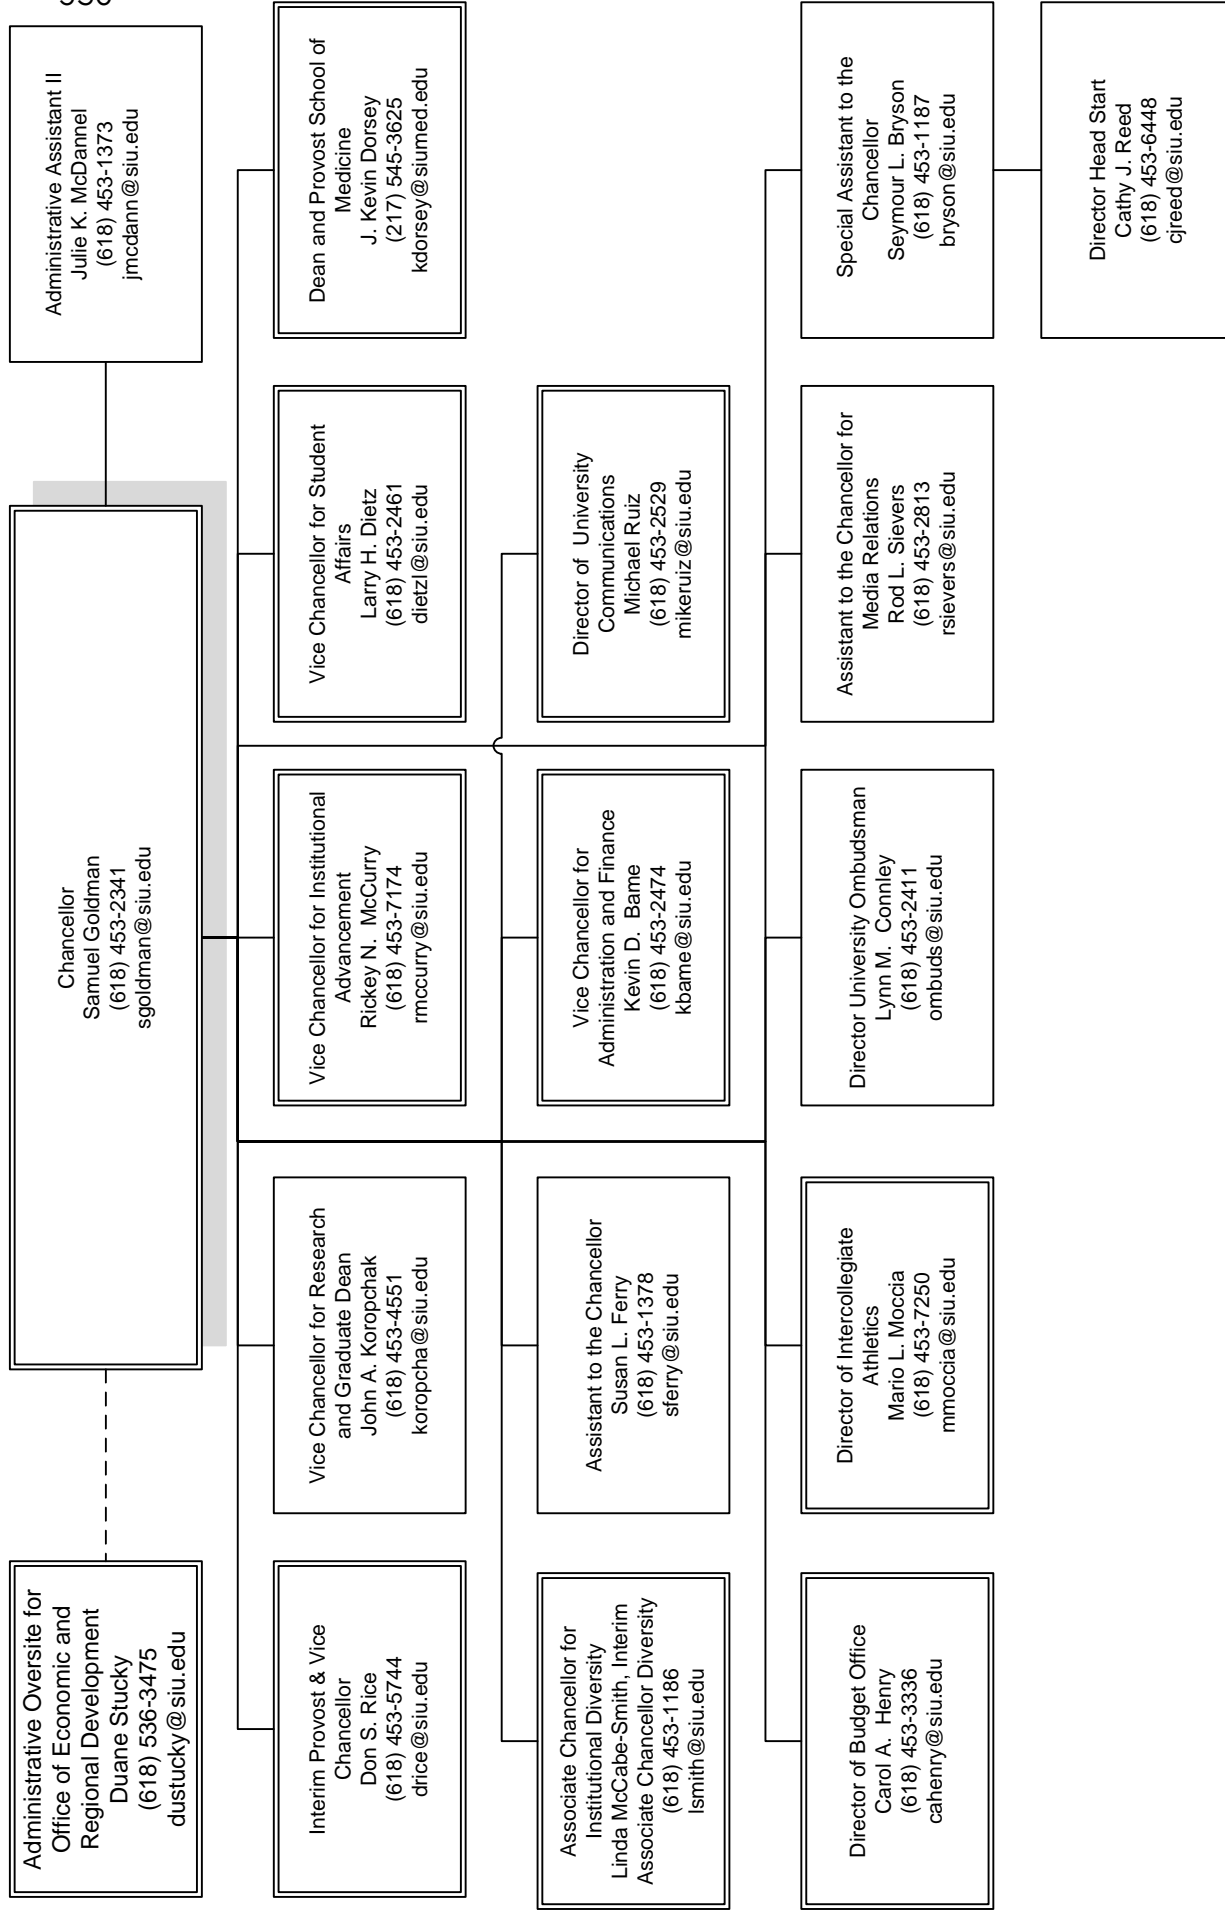 Administrative Oversite for
Office of Economic and
Regional Development
Duane Stucky
(618) 536-3475
dustucky@siu.edu
Chancellor
Samuel Goldman
(618) 453-2341
sgoldman@siu.edu
Administrative Assistant II
Julie K. McDannel
(618) 453-1373
jmcdann@siu.edu
Interim Provost & Vice
Chancellor
Don S. Rice
(618) 453-5744
drice@siu.edu
Vice Chancellor for Research
and Graduate Dean
John A. Koropchak
(618) 453-4551
koropcha@siu.edu
Vice Chancellor for Institutional
Advancement
Rickey N. McCurry
(618) 453-7174
rmccurry@siu.edu
Vice Chancellor for Student
Affairs
Larry H. Dietz
(618) 453-2461
dietzl@siu.edu
Dean and Provost School of
Medicine
J. Kevin Dorsey
(217) 545-3625
kdorsey@siumed.edu
Associate Chancellor for
Institutional Diversity
Linda McCabe-Smith, Interim
Associate Chancellor Diversity
(618) 453-1186
lsmith@siu.edu
Assistant to the Chancellor
Susan L. Ferry
(618) 453-1378
sferry@siu.edu
Vice Chancellor for
Administration and Finance
Kevin D. Bame
(618) 453-2474
kbame@siu.edu
Director of University
Communications
Michael Ruiz
(618) 453-2529
mikeruiz@siu.edu
Director of Budget Office
Carol A. Henry
(618) 453-3336
cahenry@siu.edu
Director of Intercollegiate
Athletics
Mario L. Moccia
(618) 453-7250
mmoccia@siu.edu
Director University Ombudsman
Lynn M. Connley
(618) 453-2411
ombuds@siu.edu
Assistant to the Chancellor for
Media Relations
Rod L. Sievers
(618) 453-2813
rsievers@siu.edu
Special Assistant to the
Chancellor
Seymour L. Bryson
(618) 453-1187
bryson@siu.edu
Director Head Start
Cathy J. Reed
(618) 453-6448
cjreed@siu.edu